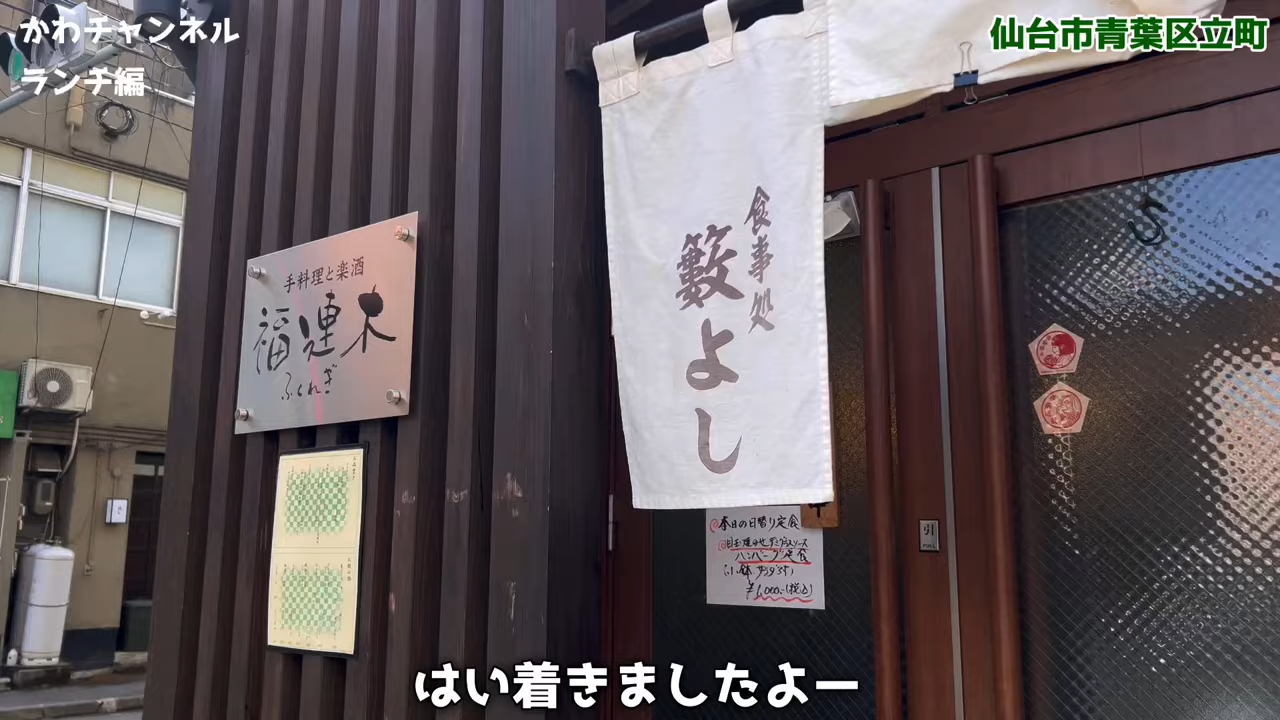 かわチャンネル
ランチ編
仙台市青葉区立町
手料理と楽酒
福連木
ふくれぎ
食事処
籔よし
本日の日替り定食
ハンバーグ定食
¥1,000-(税込)
引
はい着きましたよー